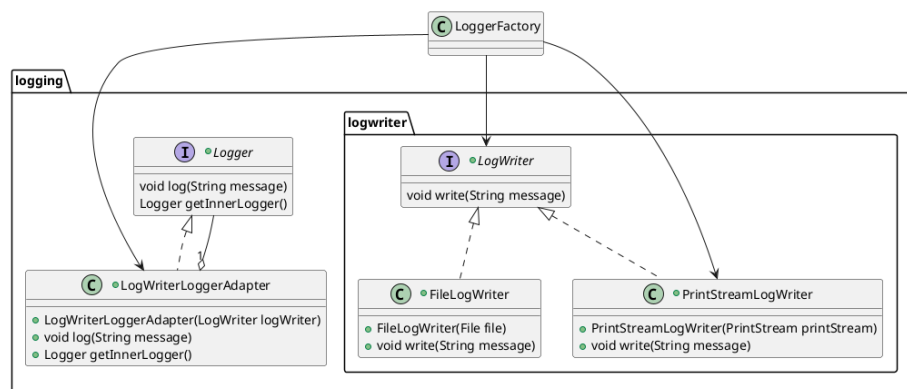 C LoggerFactory
logging
logwriter
I Logger
void log(String message)
Logger getInnerLogger()
I LogWriter
void write(String message)
1
C LogWriterLoggerAdapter
LogWriterLoggerAdapter(LogWriter logWriter)
void log(String message)
Logger getInnerLogger()
C FileLogWriter
FileLogWriter(File file)
void write(String message)
C PrintStreamLogWriter
PrintStreamLogWriter(PrintStream printStream)
void write(String message)